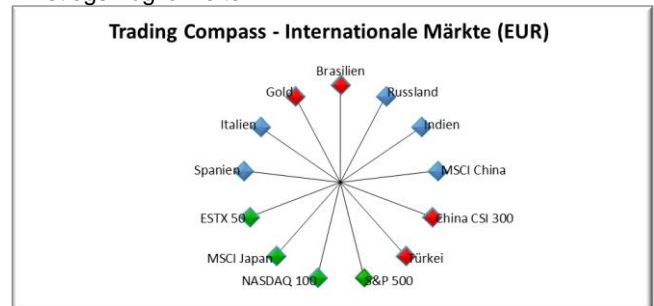 Trading Compass - Internationale Märkte (EUR)
Brasilien
Gold
Russland
Italien
Indien
Spanien
MSCI China
ESTX 50
China CSI 300
MSCI Japan
Türkei
NASDAQ 100
S&P 500